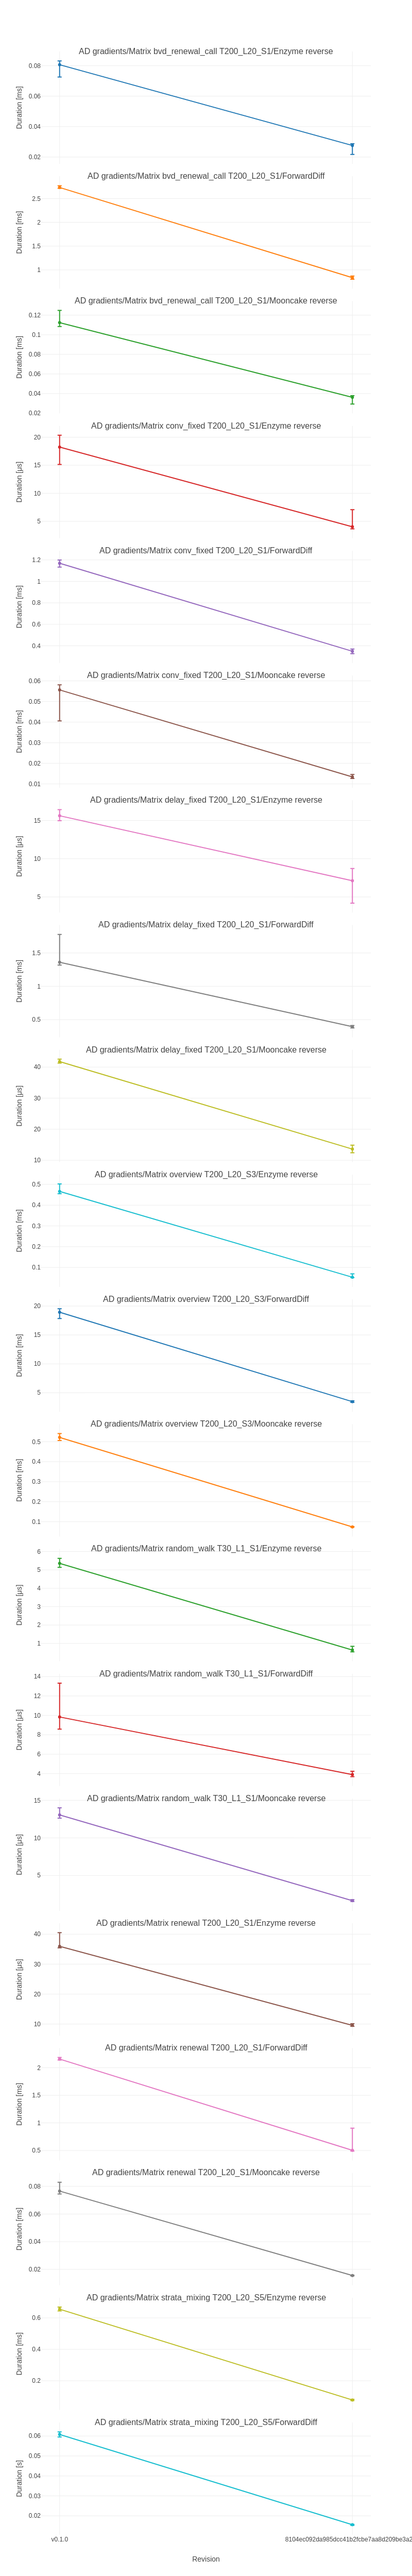 AD gradients/Matrix bvd_renewal_call T200_L20_S1/Enzyme reverse
Duration [ms]
0.08
0.06
0.04
0.02
AD gradients/Matrix bvd_renewal_call T200_L20_S1/ForwardDiff
Duration [ms]
2.5
2
1.5
1
AD gradients/Matrix bvd_renewal_call T200_L20_S1/Mooncake reverse
Duration [ms]
0.12
0.1
0.08
0.06
0.04
0.02
AD gradients/Matrix conv_fixed T200_L20_S1/Enzyme reverse
Duration [µs]
20
15
10
5
AD gradients/Matrix conv_fixed T200_L20_S1/ForwardDiff
Duration [ms]
1.2
1
0.8
0.6
0.4
AD gradients/Matrix conv_fixed T200_L20_S1/Mooncake reverse
Duration [ms]
0.06
0.05
0.04
0.03
0.02
0.01
AD gradients/Matrix delay_fixed T200_L20_S1/Enzyme reverse
Duration [µs]
15
10
5
AD gradients/Matrix delay_fixed T200_L20_S1/ForwardDiff
Duration [ms]
1.5
1
0.5
AD gradients/Matrix delay_fixed T200_L20_S1/Mooncake reverse
Duration [µs]
40
30
20
10
AD gradients/Matrix overview T200_L20_S3/Enzyme reverse
Duration [ms]
0.5
0.4
0.3
0.2
0.1
AD gradients/Matrix overview T200_L20_S3/ForwardDiff
Duration [ms]
20
15
10
5
AD gradients/Matrix overview T200_L20_S3/Mooncake reverse
Duration [ms]
0.5
0.4
0.3
0.2
0.1
AD gradients/Matrix random_walk T30_L1_S1/Enzyme reverse
Duration [µs]
6
5
4
3
2
1
AD gradients/Matrix random_walk T30_L1_S1/ForwardDiff
Duration [µs]
14
12
10
8
6
4
AD gradients/Matrix random_walk T30_L1_S1/Mooncake reverse
Duration [µs]
15
10
5
AD gradients/Matrix renewal T200_L20_S1/Enzyme reverse
Duration [µs]
40
30
20
10
AD gradients/Matrix renewal T200_L20_S1/ForwardDiff
Duration [ms]
2
1.5
1
0.5
AD gradients/Matrix renewal T200_L20_S1/Mooncake reverse
Duration [ms]
0.08
0.06
0.04
0.02
AD gradients/Matrix strata_mixing T200_L20_S5/Enzyme reverse
Duration [ms]
0.6
0.4
0.2
AD gradients/Matrix strata_mixing T200_L20_S5/ForwardDiff
Duration [s]
0.06
0.05
0.04
0.03
0.02
v0.1.0
8104ec092da985dcc41b2fcbe7aa8d209be3a2
Revision